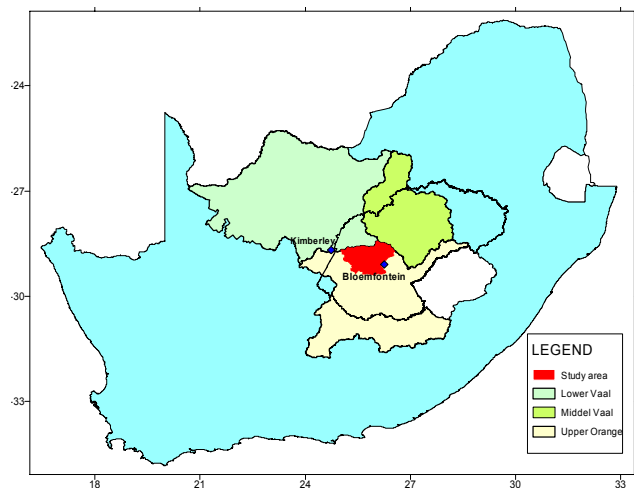 -24
-27
-30
-33
Kimberley
Bloemfontein
LEGEND
Study area
Lower Vaal
Middel Vaal
Upper Orange
18
21
24
27
30
33